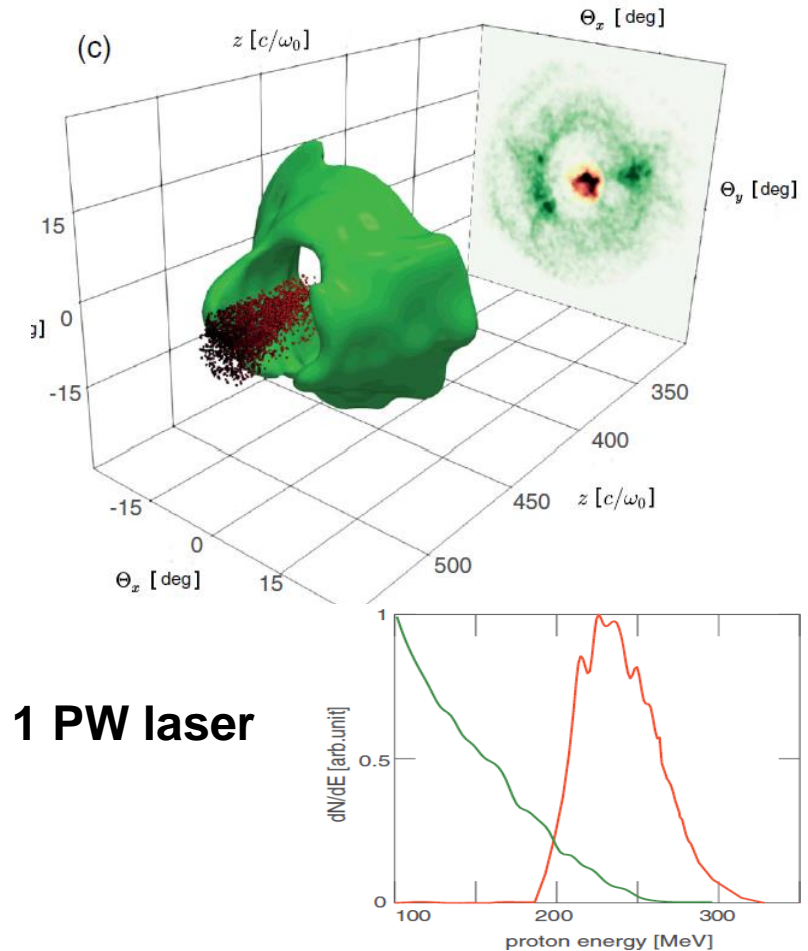 (c)
z [c/ω₀]
Θₓ [deg]
Θ_y [deg]
15
0
g]
-15
-15
0
15
Θₓ [deg]
350
400
450
500
z [c/ω₀]
1 PW laser
dN/dE [arb.unit]
1
0.5
0
100
200
300
proton energy [MeV]